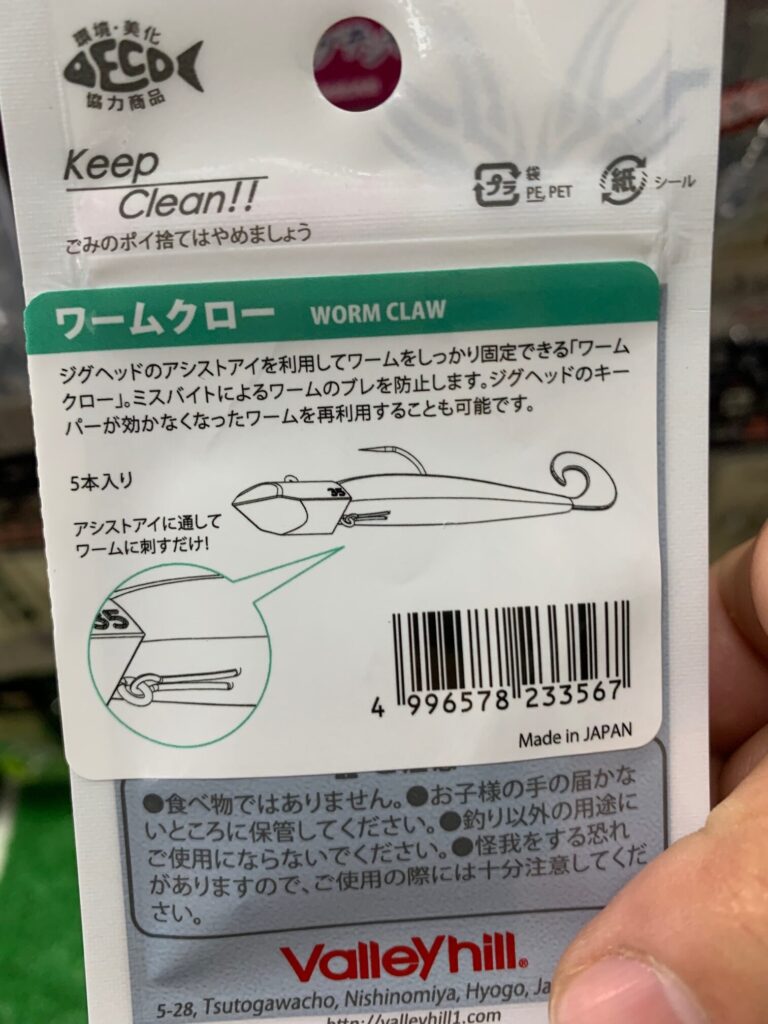 環境・美化
DECO
協力商品
Keep
Clean!!
ごみのポイ捨てはやめましょう
プラ 袋 PE, PET
紙 シール
ワームクロー WORM CLAW
ジグヘッドのアシストアイを利用してワームをしっかり固定できる「ワーム
クロー」。ミスバイトによるワームのブレを防止します。ジグヘッドのキー
パーが効かなくなったワームを再利用することも可能です。
5本入り
35
アシストアイに通して
ワームに刺すだけ!
35
4 996578 233567
Made in JAPAN
●食べ物ではありません。●お子様の手の届かな
いところに保管してください。●釣り以外の用途に
ご使用にならないでください。●怪我をする恐れ
がありますので、ご使用の際には十分注意してくだ
さい。
Valleyhill®
5-28, Tsutogawacho, Nishinomiya, Hyogo, Ja
http://valleyhill1.com